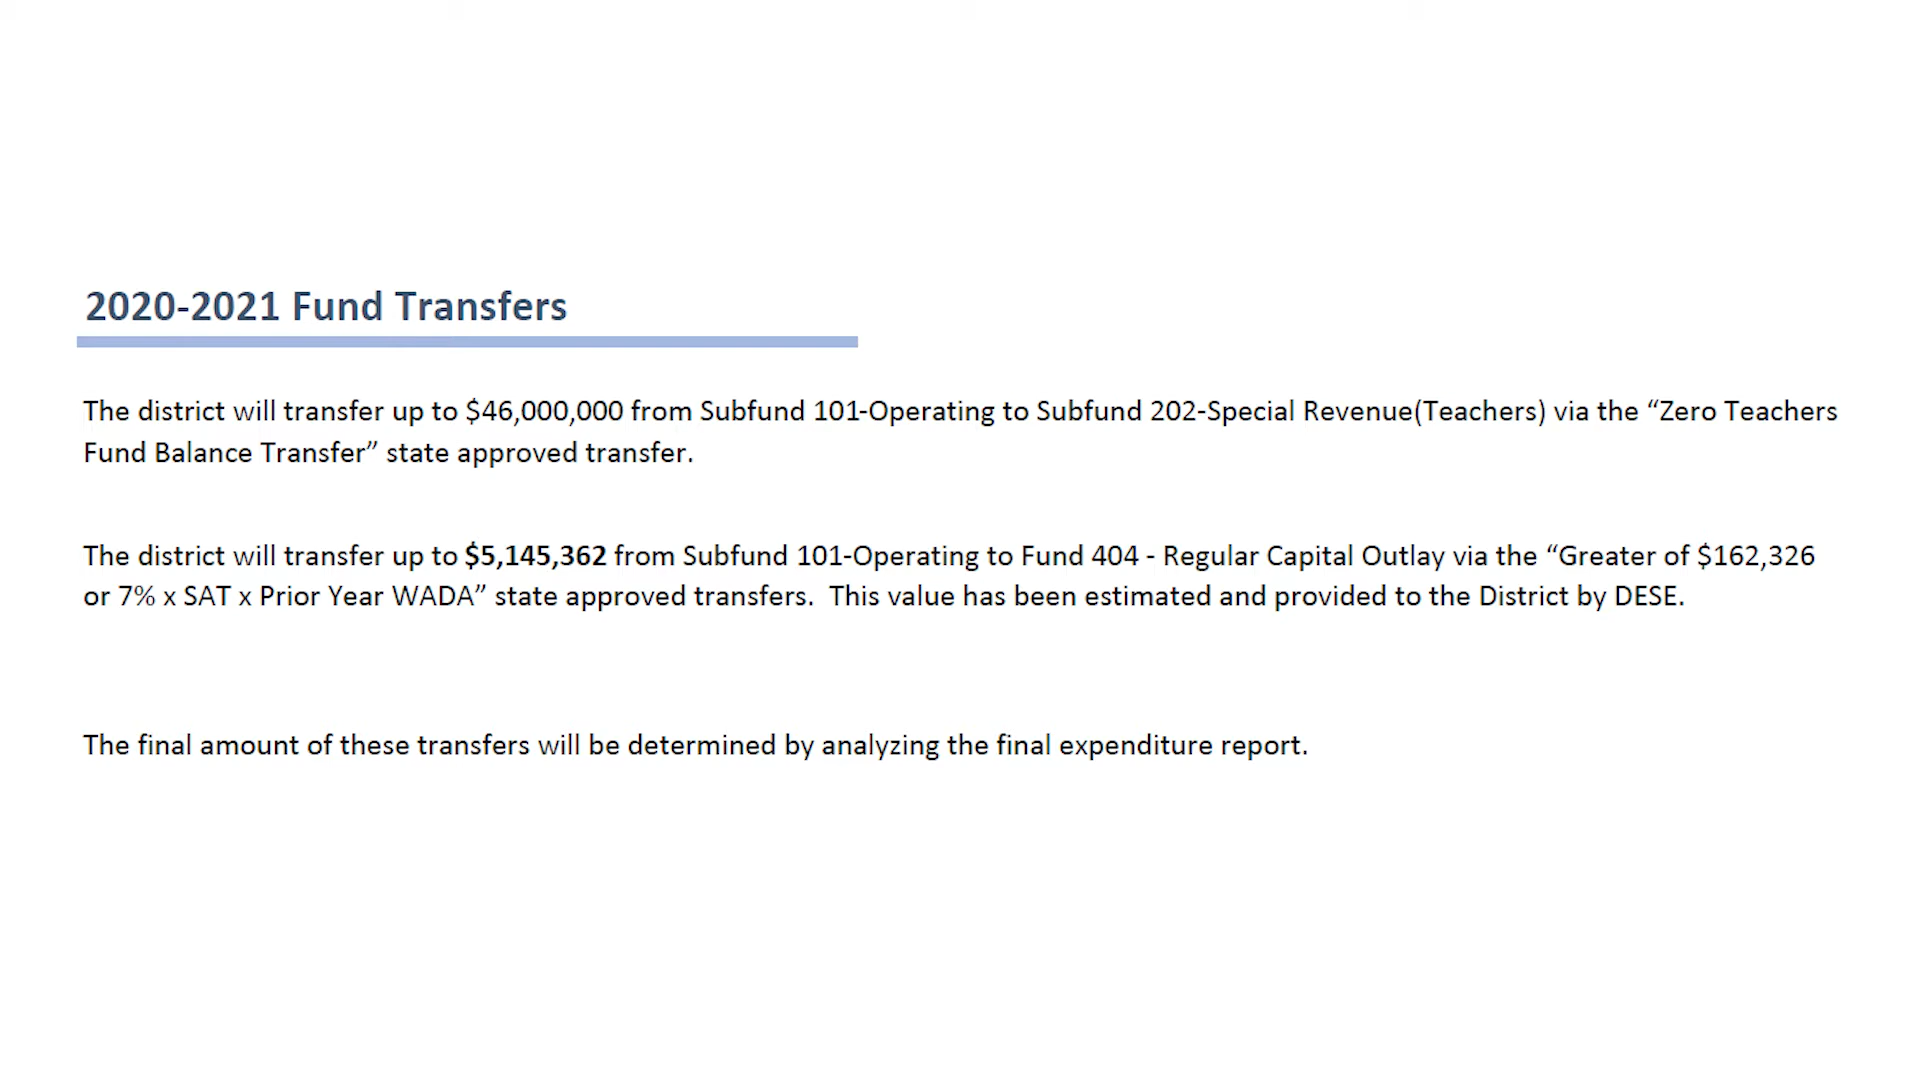 2020-2021 Fund Transfers
The district will transfer up to $46,000,000 from Subfund 101-Operating to Subfund 202-Special Revenue(Teachers) via the “Zero Teachers
Fund Balance Transfer” state approved transfer.
The district will transfer up to $5,145,362 from Subfund 101-Operating to Fund 404 - Regular Capital Outlay via the “Greater of $162,326
or 7% x SAT x Prior Year WADA” state approved transfers.  This value has been estimated and provided to the District by DESE.
The final amount of these transfers will be determined by analyzing the final expenditure report.